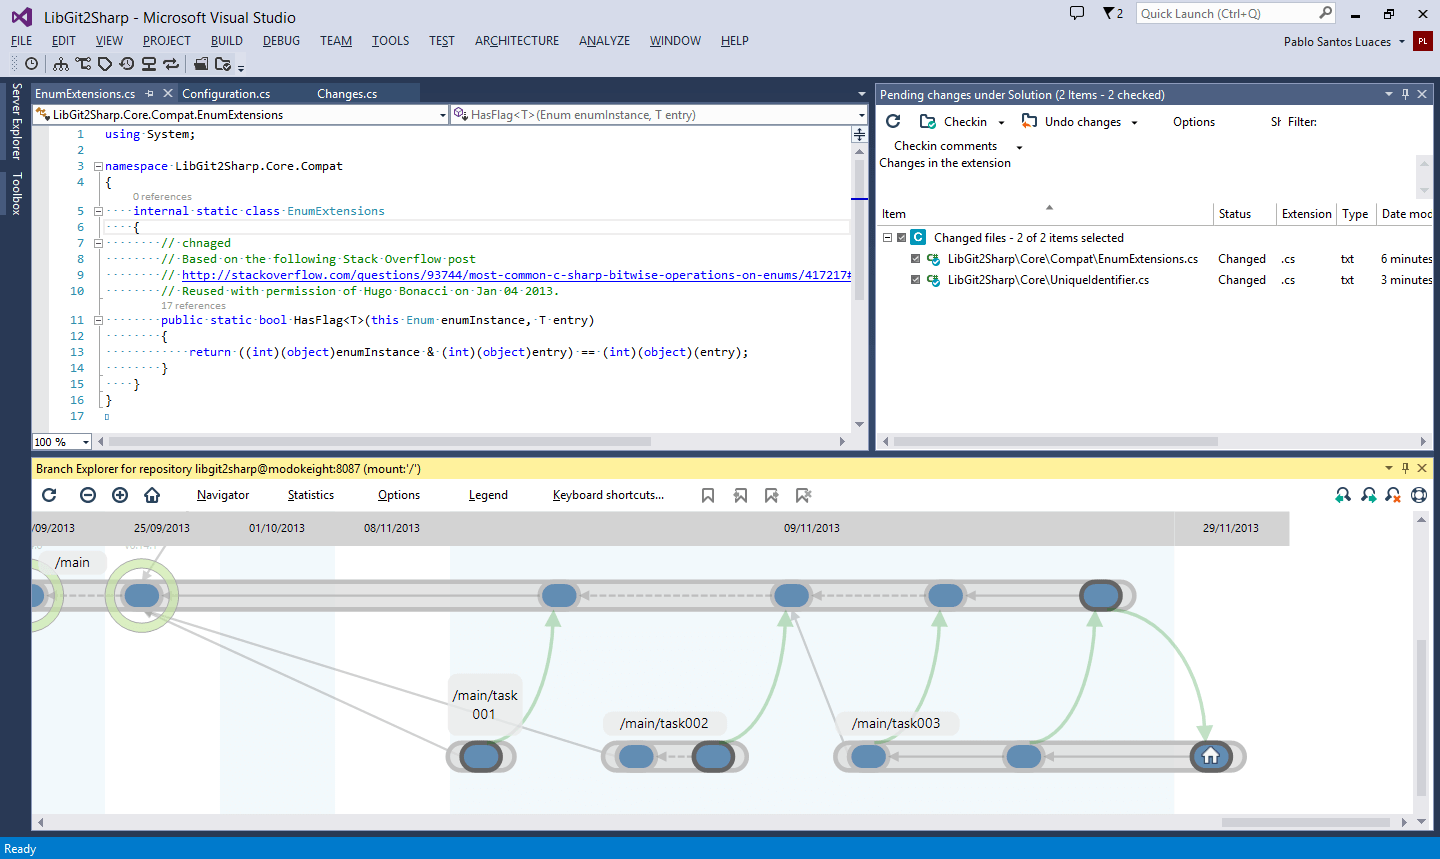 LibGit2Sharp - Microsoft Visual Studio
2
Quick Launch (Ctrl+Q)
FILE EDIT VIEW PROJECT BUILD DEBUG TEAM TOOLS TEST ARCHITECTURE ANALYZE WINDOW HELP
Pablo Santos Luaces
PL
Server Explorer
Toolbox
EnumExtensions.cs Configuration.cs Changes.cs
LibGit2Sharp.Core.Compat.EnumExtensions
HasFlag<T>(Enum enumInstance, T entry)
1 using System;
2
3 namespace LibGit2Sharp.Core.Compat
4 {
0 references
5 internal static class EnumExtensions
6 {
7 // chnaged
8 // Based on the following Stack Overflow post
9 // http://stackoverflow.com/questions/93744/most-common-c-sharp-bitwise-operations-on-enums/417217#
10 // Reused with permission of Hugo Bonacci on Jan 04 2013.
17 references
11 public static bool HasFlag<T>(this Enum enumInstance, T entry)
12 {
13 return ((int)(object)enumInstance & (int)(object)entry) == (int)(object)(entry);
14 }
15 }
16 }
17
100 %
Pending changes under Solution (2 Items - 2 checked)
Checkin Undo changes Options Sh Filter:
Checkin comments
Changes in the extension
Item Status Extension Type Date mod
Changed files - 2 of 2 items selected
LibGit2Sharp\Core\Compat\EnumExtensions.cs Changed .cs txt 6 minutes
LibGit2Sharp\Core\UniqueIdentifier.cs Changed .cs txt 3 minutes
Branch Explorer for repository libgit2sharp@modokeight:8087 (mount:'/')
Navigator Statistics Options Legend Keyboard shortcuts...
/09/2013 25/09/2013 01/10/2013 08/11/2013 09/11/2013 29/11/2013
/main
/main/task
001
/main/task002
/main/task003
Ready